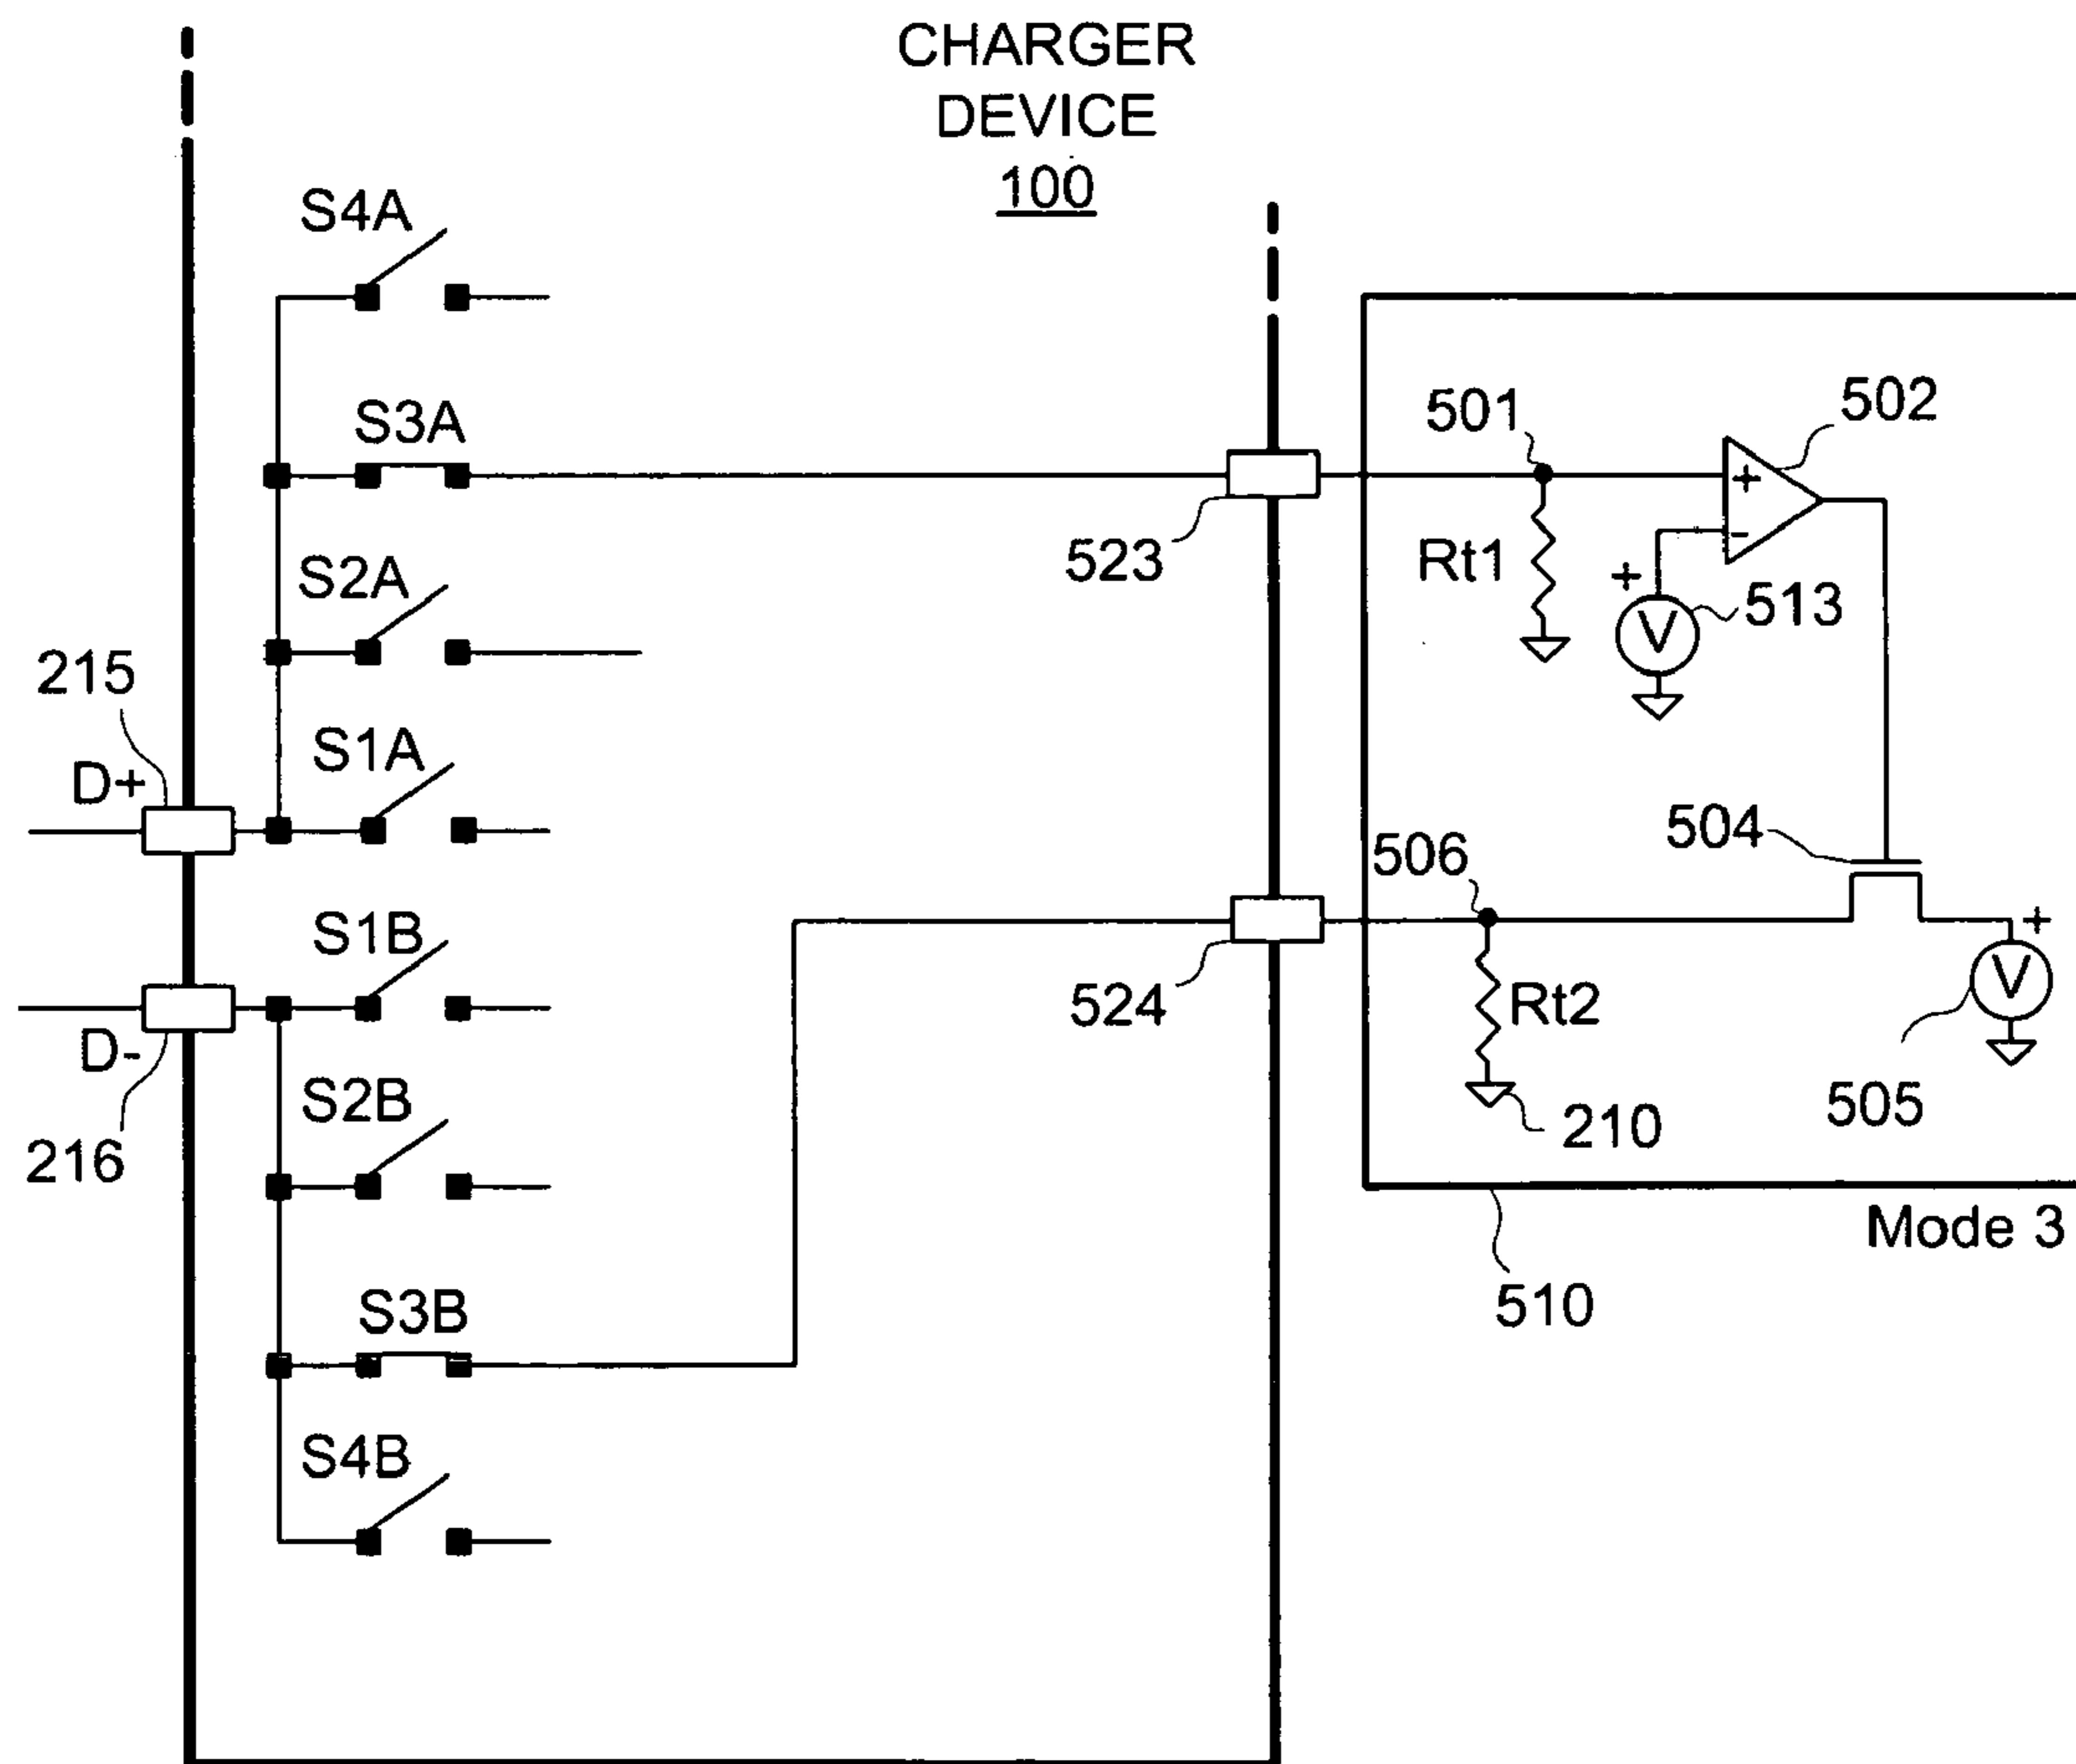 CHARGER
DEVICE
100
S4A
S3A
501
502
523
Rt1
+
-
S2A
+
V
513
215
S1A
D+
504
506
S1B
524
Rt2
+
V
D-
S2B
216
210
505
Mode 3
S3B
510
S4B